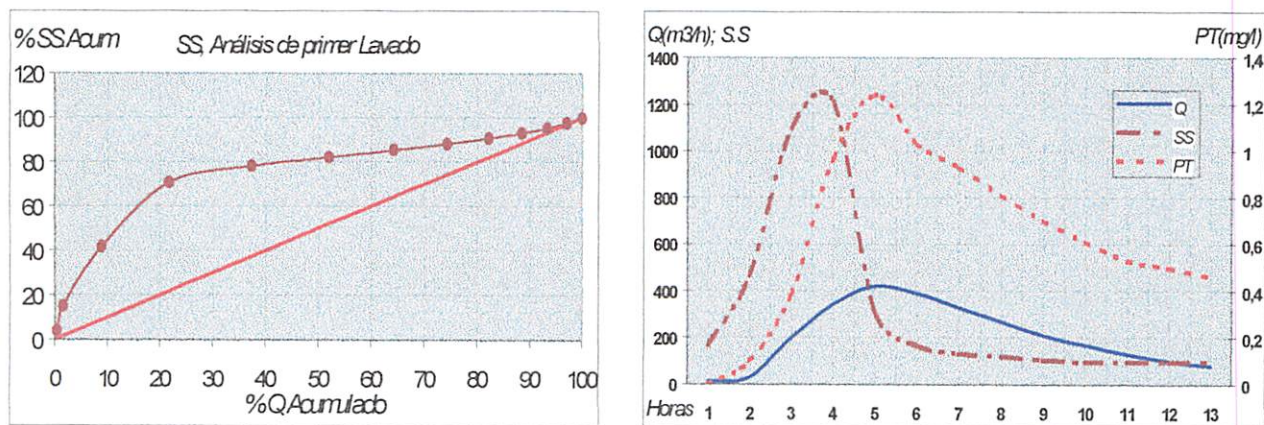 %SS Acum
SS, Análisis de primer Lavado
120
100
80
60
40
20
0
0 10 20 30 40 50 60 70 80 90 100
%Q Acumulado
Q(m3/h); S.S
PT(mg/l)
1400
1200
1000
800
600
400
200
0
1,4
1,2
1
0,8
0,6
0,4
0,2
0
Q
SS
PT
Horas 1 2 3 4 5 6 7 8 9 10 11 12 13